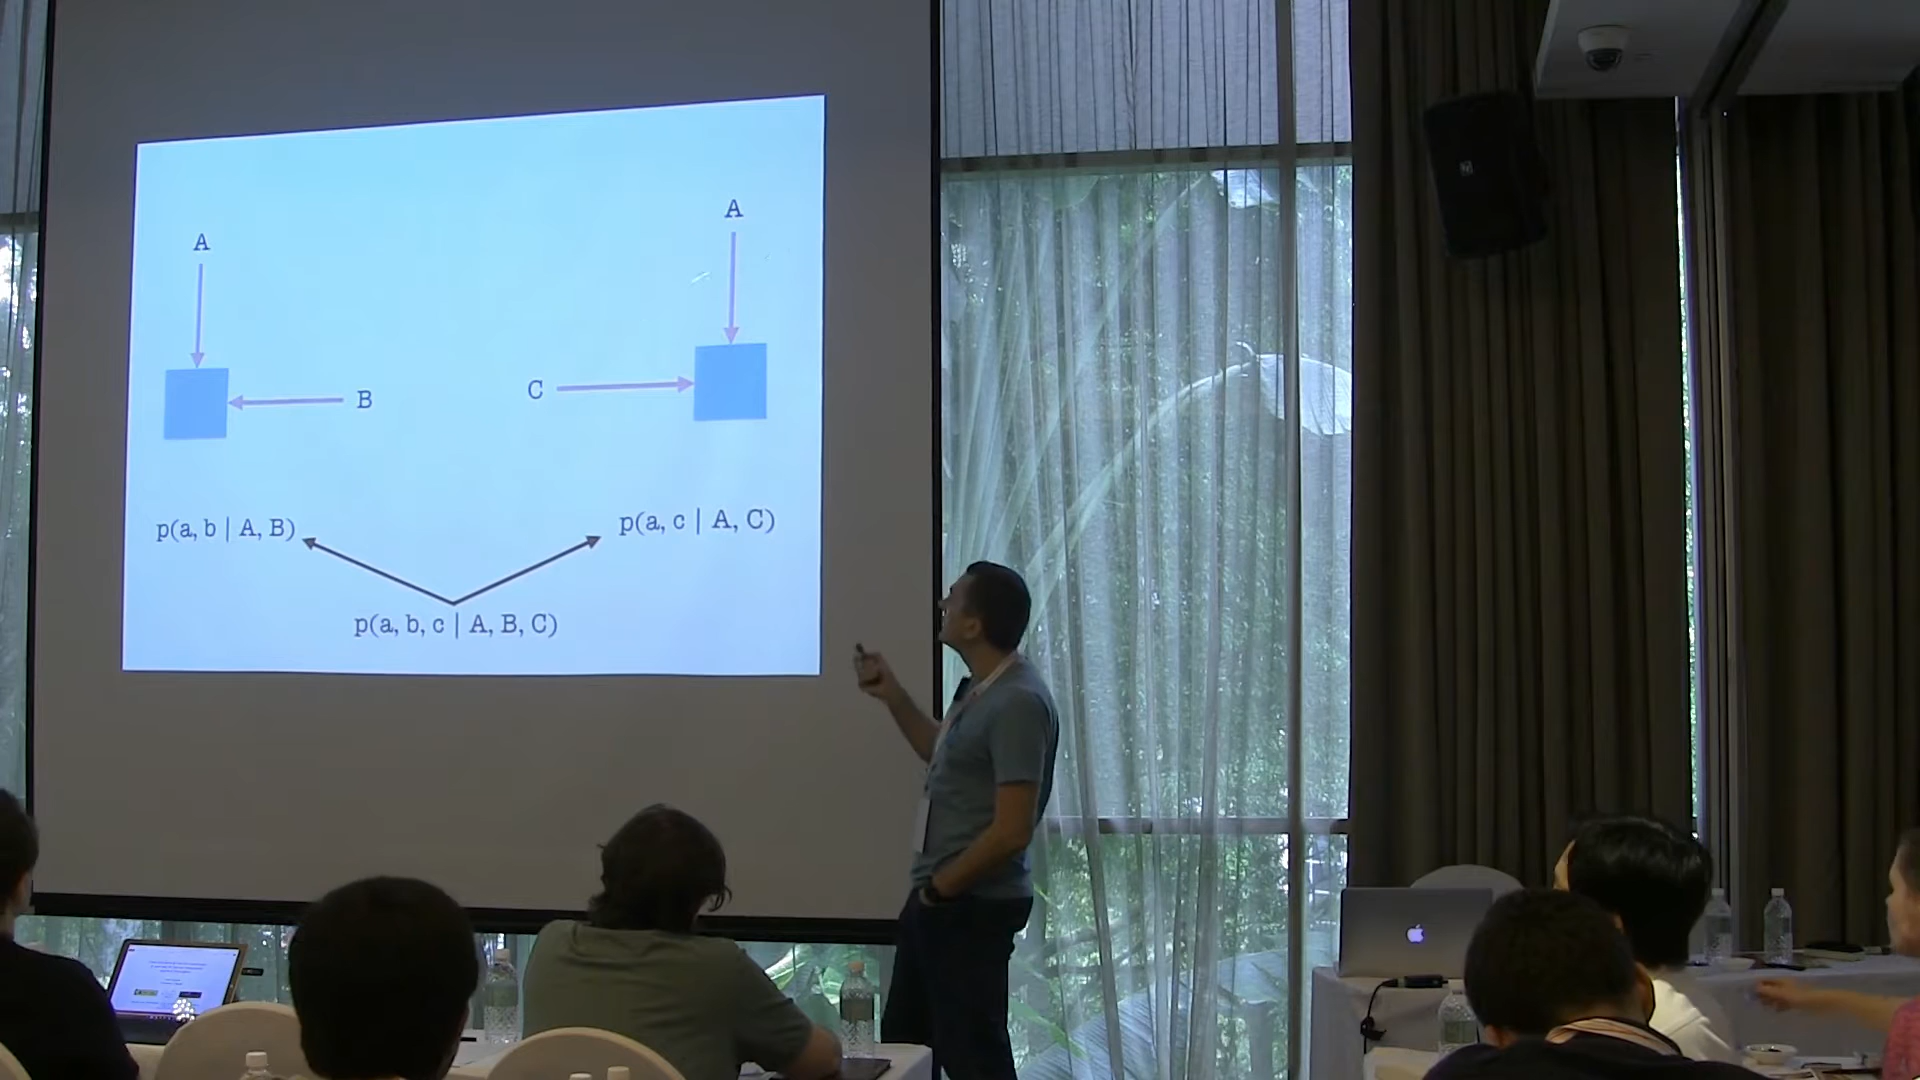 A
A
B
C
p(a, b | A, B)
p(a, c | A, C)
p(a, b, c | A, B, C)